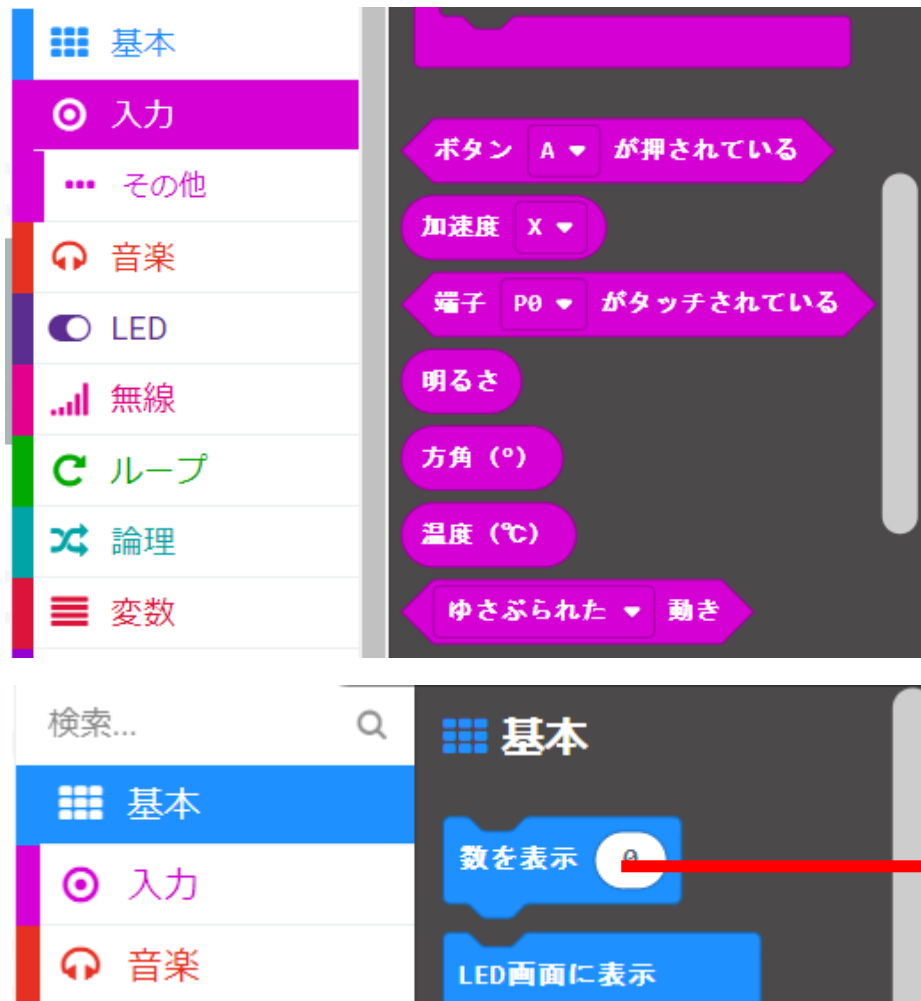 基本
入力
その他
音楽
LED
無線
ループ
論理
変数
ボタン A が押されている
加速度 X
端子 P0 がタッチされている
明るさ
方角 (°)
温度 (℃)
ゆさぶられた 動き
検索...
基本
入力
音楽
基本
数を表示 0
LED画面に表示